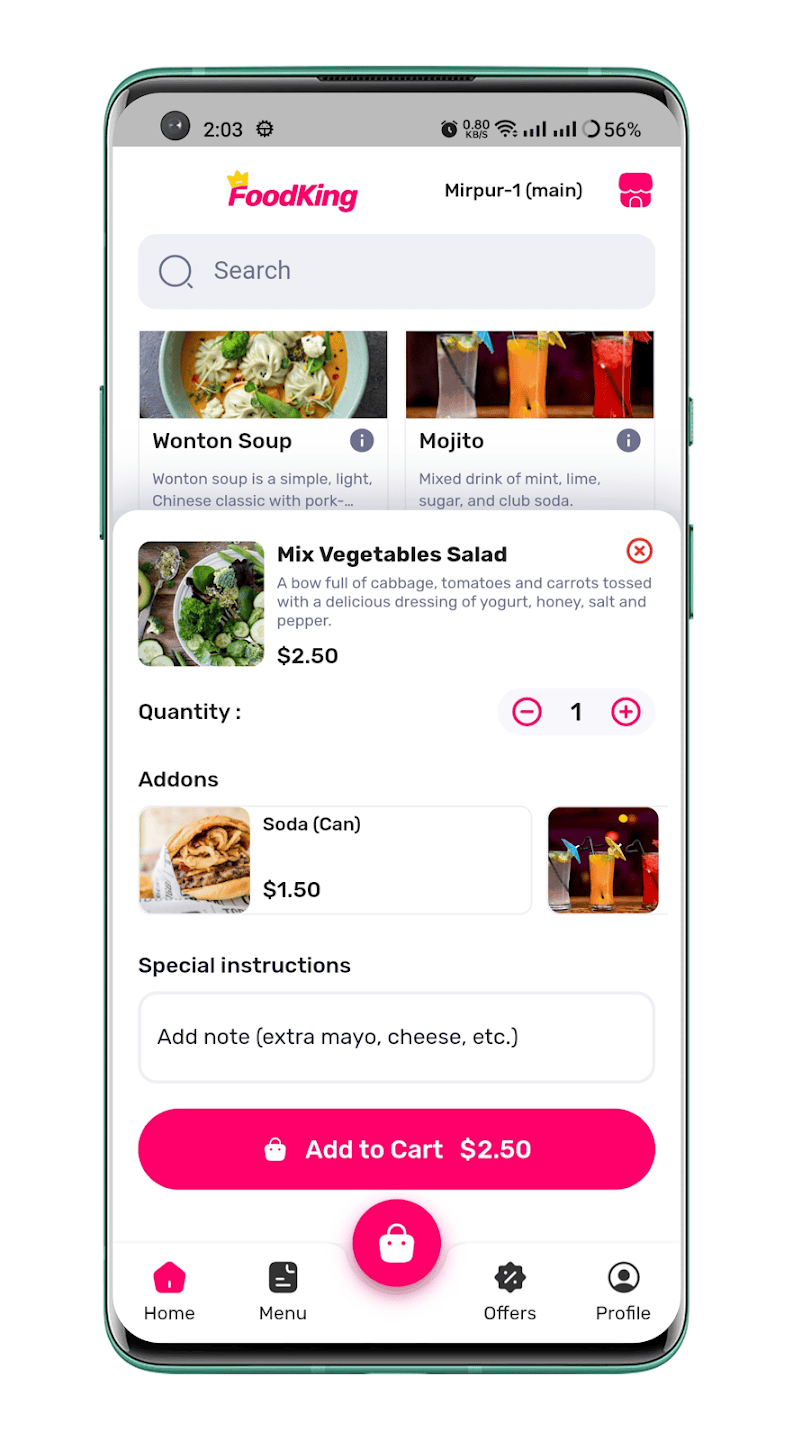 2:03
0.80
KB/S
56%
FoodKing
Mirpur-1 (main)
Search
Wonton Soup
Mojito
Wonton soup is a simple, light,
Chinese classic with pork-...
Mixed drink of mint, lime,
sugar, and club soda.
Mix Vegetables Salad
A bow full of cabbage, tomatoes and carrots tossed
with a delicious dressing of yogurt, honey, salt and
pepper.
$2.50
Quantity :
1
Addons
Soda (Can)
$1.50
Special instructions
Add note (extra mayo, cheese, etc.)
Add to Cart $2.50
Home
Menu
Offers
Profile